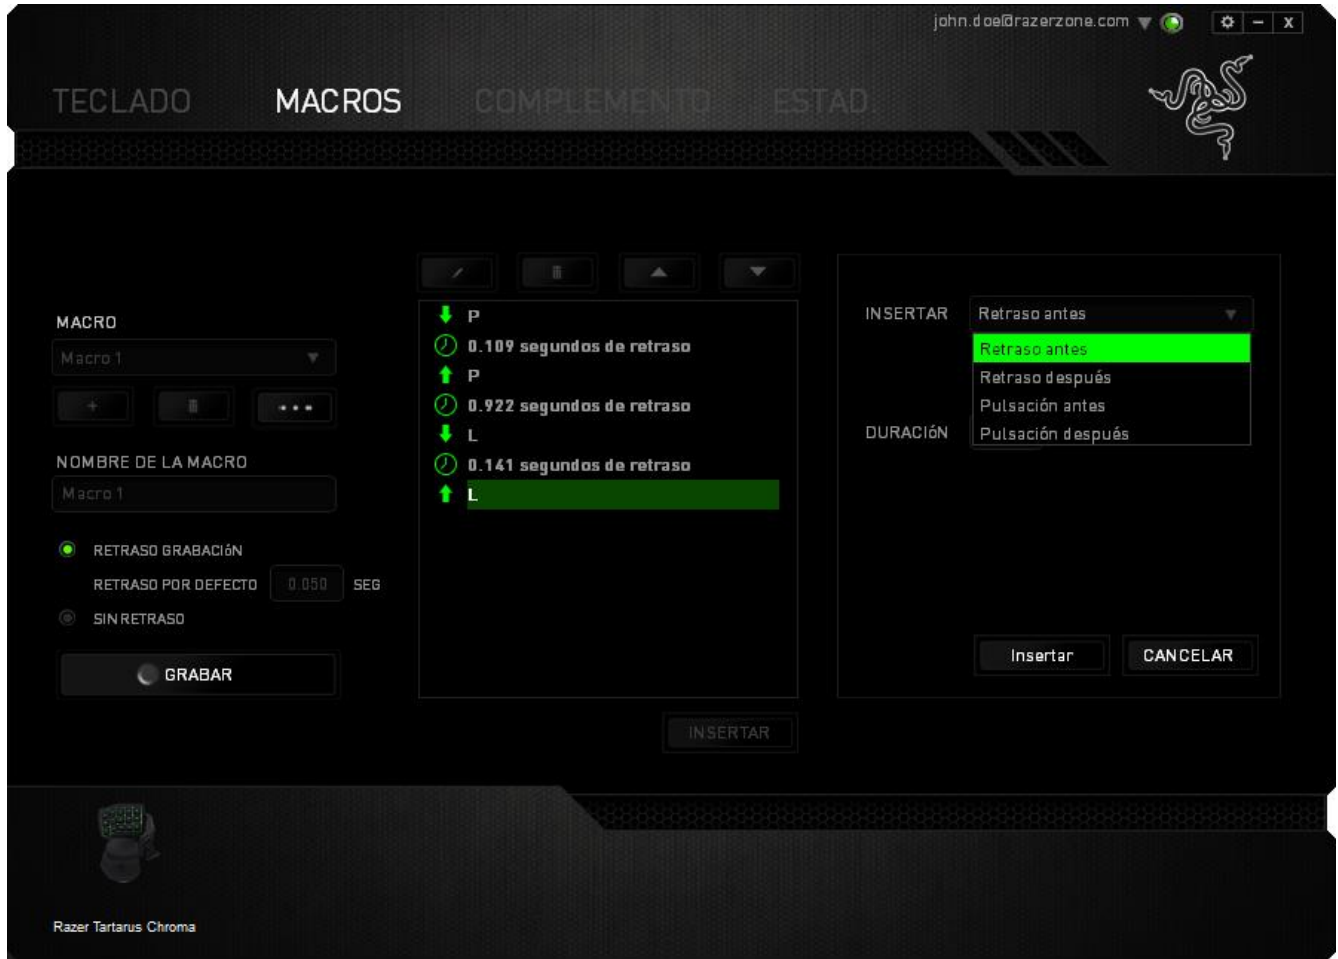 john.doe@razerzone.com
TECLADO MACROS COMPLEMENTO ESTAD.
MACRO
Macro 1
NOMBRE DE LA MACRO
Macro 1
RETRASO GRABACIóN
RETRASO POR DEFECTO 0.050 SEG
SIN RETRASO
GRABAR
P
0.109 segundos de retraso
P
0.922 segundos de retraso
L
0.141 segundos de retraso
L
INSERTAR
INSERTAR Retraso antes
Retraso antes
Retraso después
Pulsación antes
DURACIóN Pulsación después
Insertar CANCELAR
Razer Tartarus Chroma